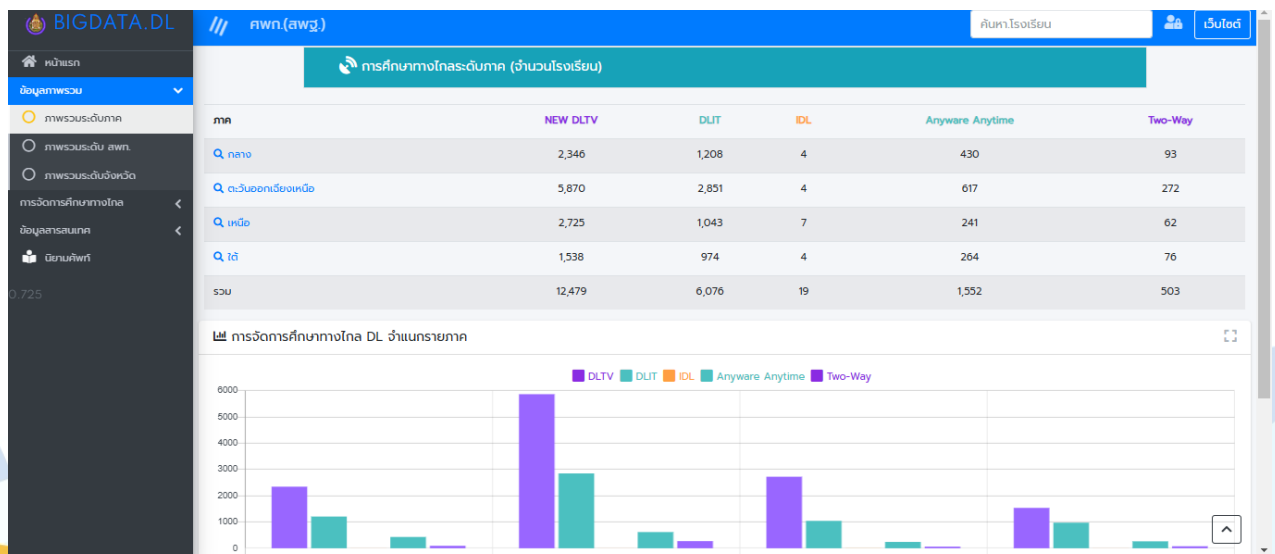 BIGDATA.DL
ศพก.(สพฐ.)
ค้นหา.โรงเรียน
เว็บไซต์
หน้าแรก
ข้อมูลภาพรวม
ภาพรวมระดับภาค
ภาพรวมระดับ สพท.
ภาพรวมระดับจังหวัด
การจัดการศึกษาทางไกล
ข้อมูลสารสนเทศ
นิยามศัพท์
0.725
การศึกษาทางไกลระดับภาค (จำนวนโรงเรียน)
ภาค NEW DLTV DLIT IDL Anyware Anytime Two-Way
กลาง 2,346 1,208 4 430 93
ตะวันออกเฉียงเหนือ 5,870 2,851 4 617 272
เหนือ 2,725 1,043 7 241 62
ใต้ 1,538 974 4 264 76
รวม 12,479 6,076 19 1,552 503
การจัดการศึกษาทางไกล DL จำแนกรายภาค
DLTV DLIT IDL Anyware Anytime Two-Way
6000
5000
4000
3000
2000
1000
0